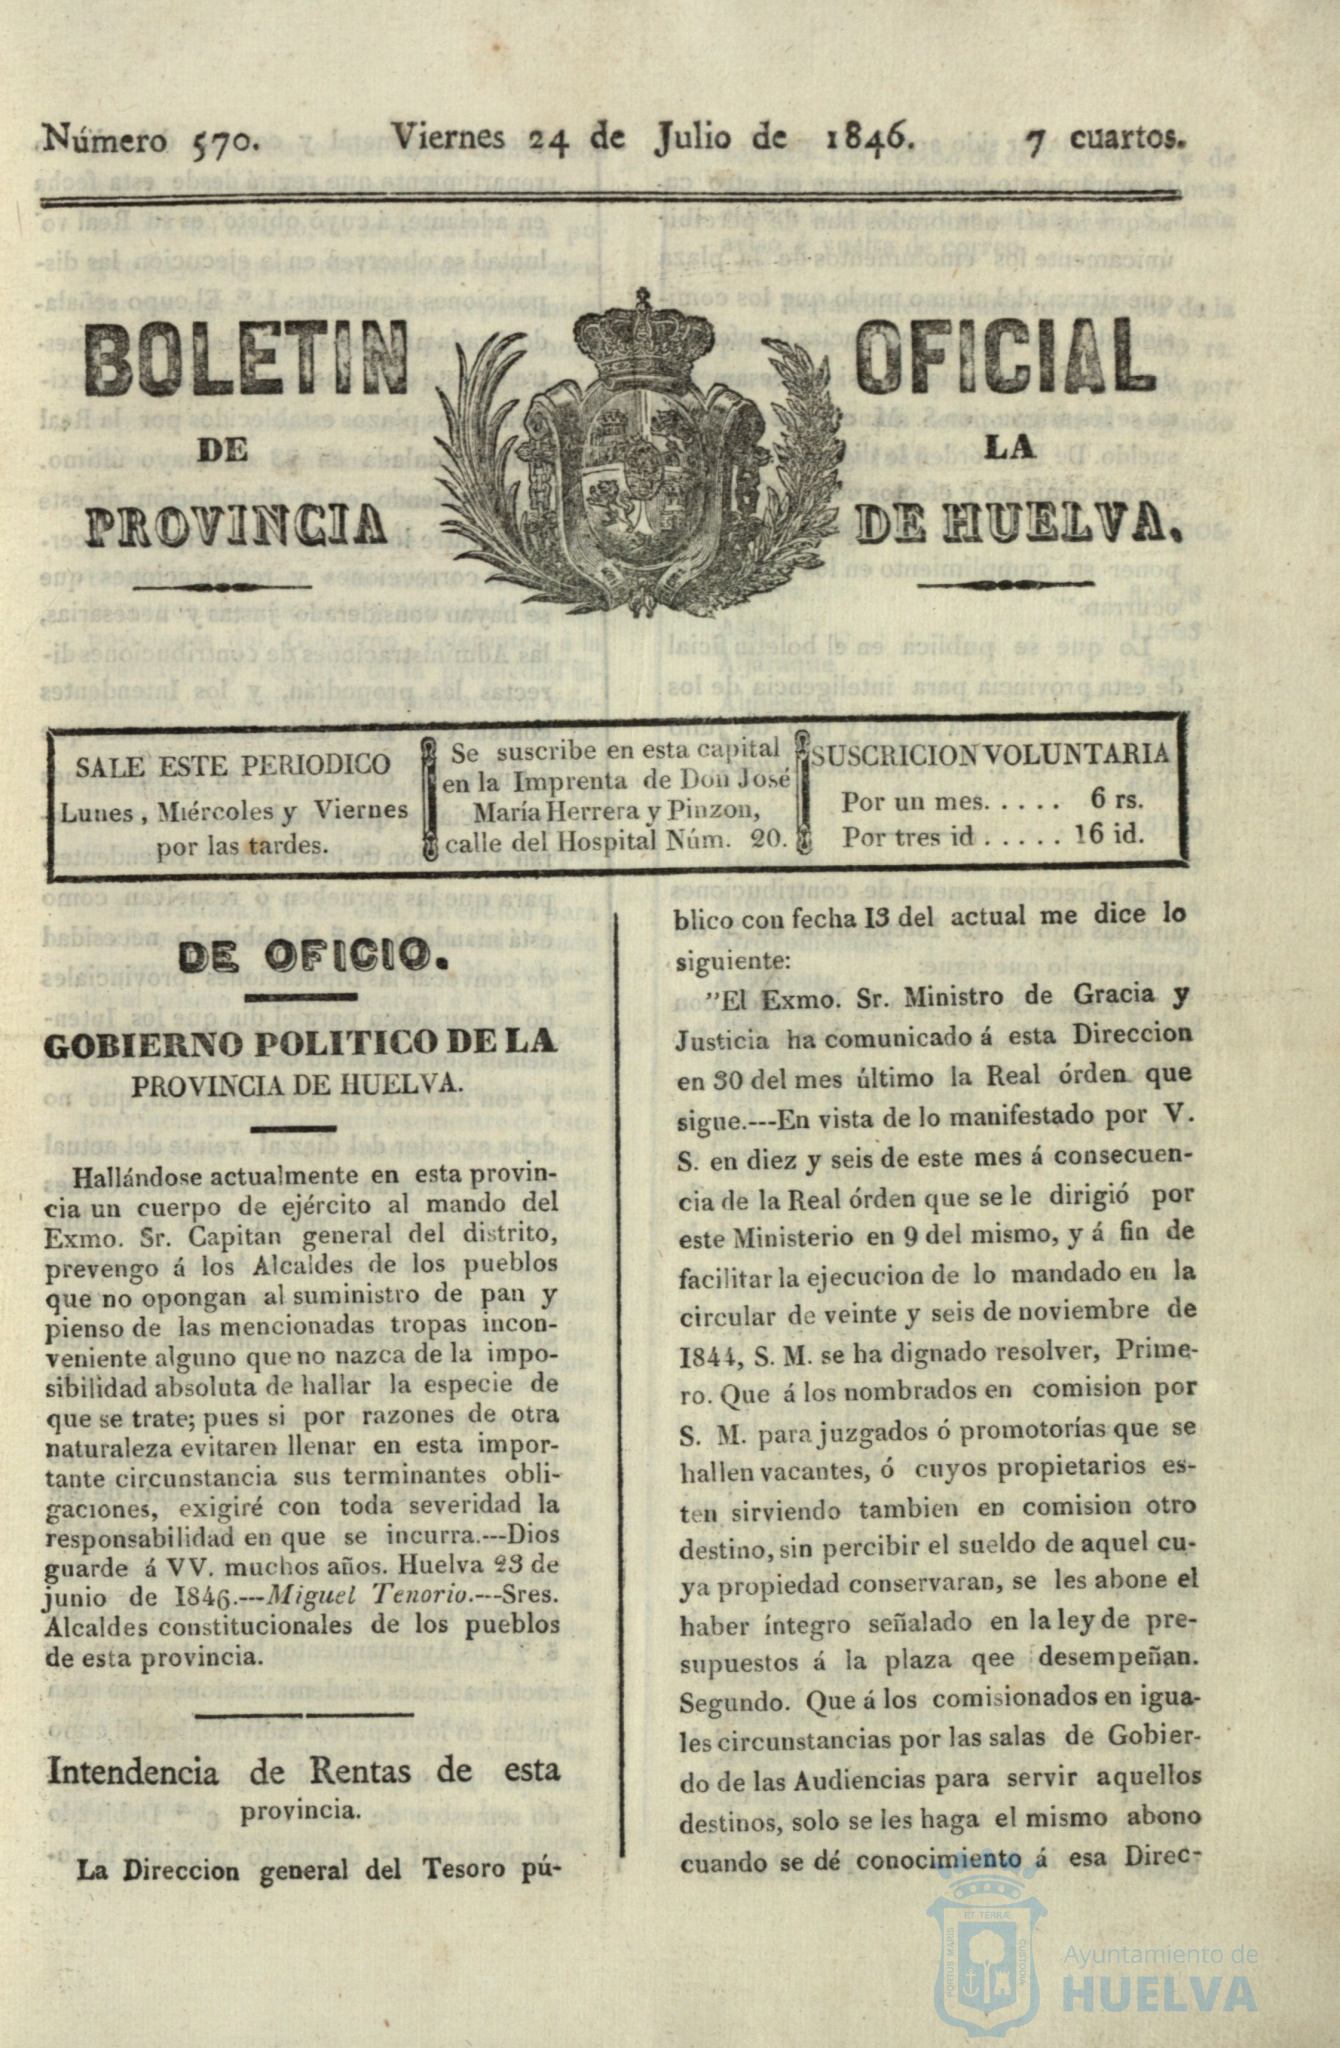 Número 570. Viernes 24 de Julio de 1846. 7 cuartos.
BOLETIN OFICIAL
DE LA
PROVINCIA DE HUELVA.
SALE ESTE PERIODICO
Lunes, Miércoles y Viernes
por las tardes.
Se suscribe en esta capital
en la Imprenta de Don José
María Herrera y Pinzon,
calle del Hospital Núm. 20.
SUSCRICION VOLUNTARIA
Por un mes. . . . . 6 rs.
Por tres id . . . . . 16 id.
DE OFICIO.
GOBIERNO POLITICO DE LA
PROVINCIA DE HUELVA.
Hallándose actualmente en esta provin-
cia un cuerpo de ejército al mando del
Exmo. Sr. Capitan general del distrito,
prevengo á los Alcaldes de los pueblos
que no opongan al suministro de pan y
pienso de las mencionadas tropas incon-
veniente alguno que no nazca de la impo-
sibilidad absoluta de hallar la especie de
que se trate; pues si por razones de otra
naturaleza evitaren llenar en esta impor-
tante circunstancia sus terminantes obli-
gaciones, exigiré con toda severidad la
responsabilidad en que se incurra.---Dios
guarde á VV. muchos años. Huelva 23 de
junio de 1846.---Miguel Tenorio.---Sres.
Alcaldes constitucionales de los pueblos
de esta provincia.
Intendencia de Rentas de esta
provincia.
La Direccion general del Tesoro pú-
blico con fecha 13 del actual me dice lo
siguiente:
"El Exmo. Sr. Ministro de Gracia y
Justicia ha comunicado á esta Direccion
en 30 del mes último la Real órden que
sigue.---En vista de lo manifestado por V.
S. en diez y seis de este mes á consecuen-
cia de la Real órden que se le dirigió por
este Ministerio en 9 del mismo, y á fin de
facilitar la ejecucion de lo mandado en la
circular de veinte y seis de noviembre de
1844, S. M. se ha dignado resolver, Prime-
ro. Que á los nombrados en comision por
S. M. para juzgados ó promotorías que se
hallen vacantes, ó cuyos propietarios es-
ten sirviendo tambien en comision otro
destino, sin percibir el sueldo de aquel cu-
ya propiedad conservaran, se les abone el
haber íntegro señalado en la ley de pre-
supuestos á la plaza qee desempeñan.
Segundo. Que á los comisionados en igua-
les circunstancias por las salas de Gobier-
do de las Audiencias para servir aquellos
destinos, solo se les haga el mismo abono
cuando se dé conocimiento á esa Direc-
PORTUS MARIS
ET TERRÆ
CUSTODIA
Ayuntamiento de
HUELVA